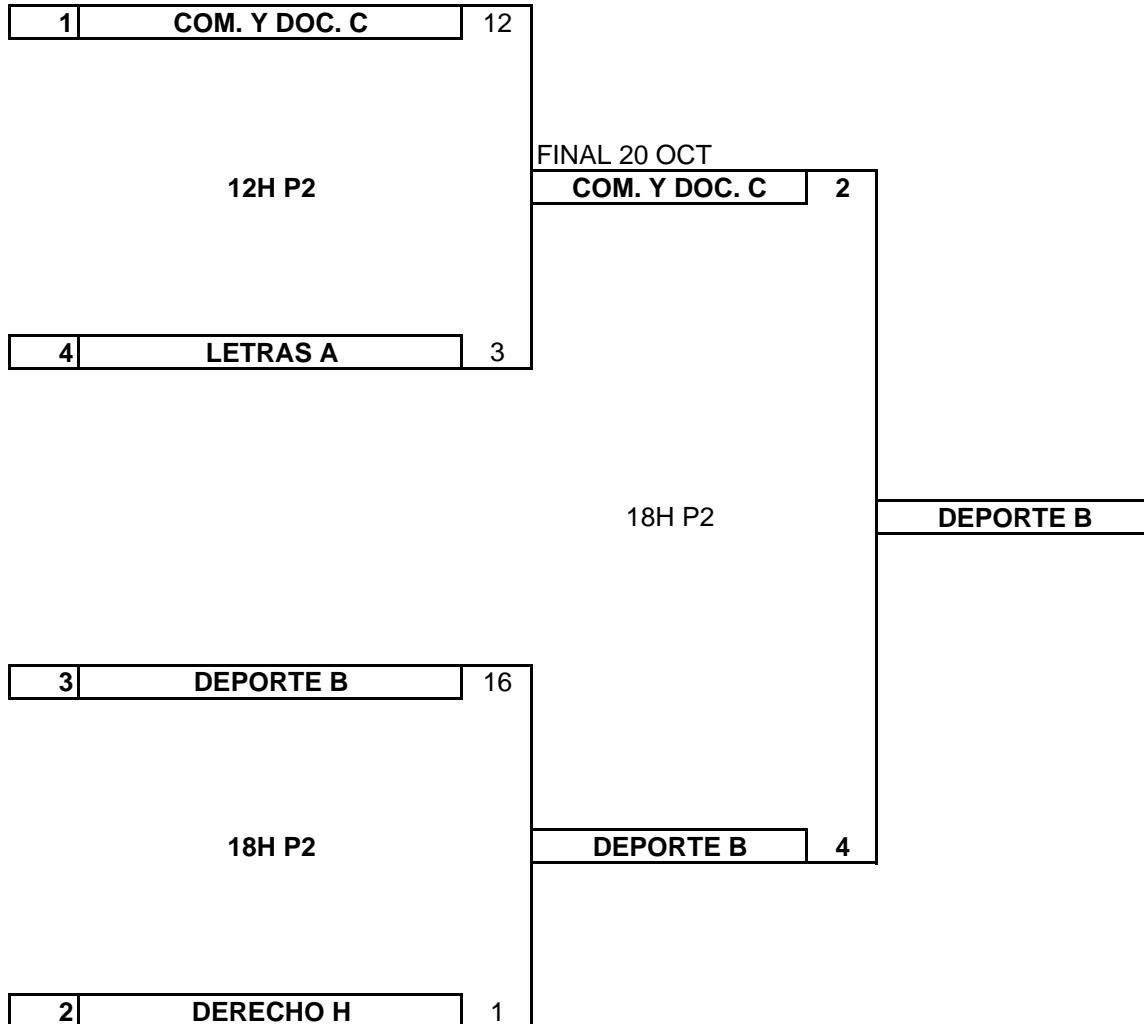 1 COM. Y DOC. C 12
FINAL 20 OCT
12H P2 COM. Y DOC. C 2
4 LETRAS A 3
18H P2 DEPORTE B
3 DEPORTE B 16
18H P2 DEPORTE B 4
2 DERECHO H 1